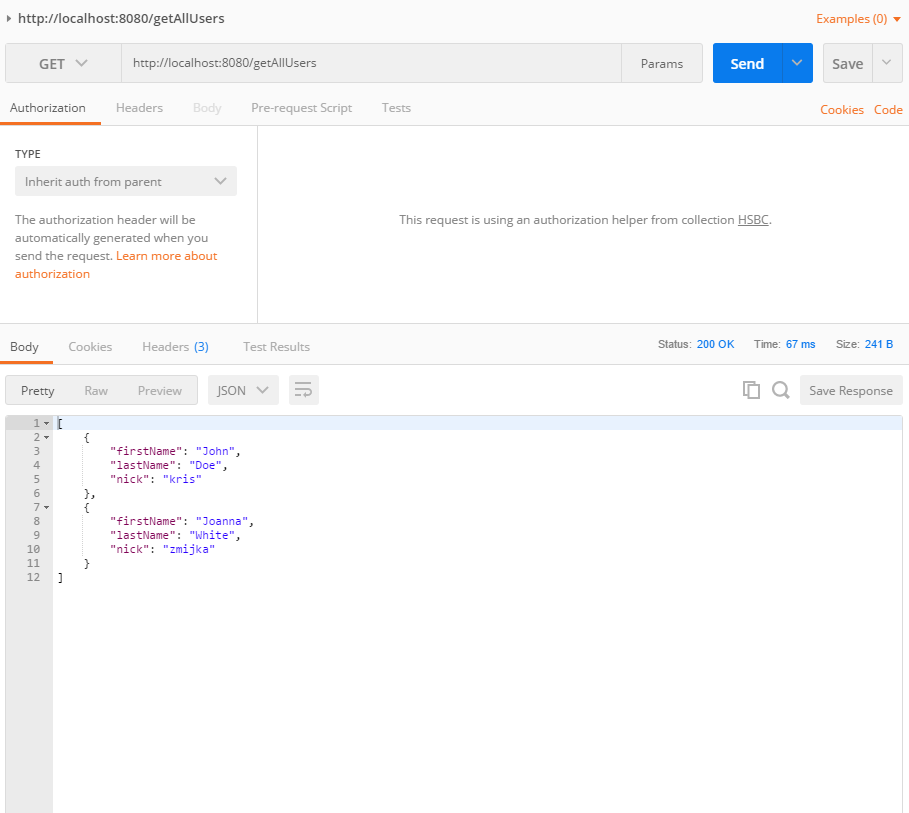 http://localhost:8080/getAllUsers
Examples (0)
GET
http://localhost:8080/getAllUsers
Params
Send
Save
Authorization
Headers
Body
Pre-request Script
Tests
Cookies
Code
TYPE
Inherit auth from parent
The authorization header will be
automatically generated when you
send the request. Learn more about
authorization
This request is using an authorization helper from collection HSBC.
Body
Cookies
Headers (3)
Test Results
Status: 200 OK
Time: 67 ms
Size: 241 B
Pretty
Raw
Preview
JSON
Save Response
1 [
2     {
3         "firstName": "John",
4         "lastName": "Doe",
5         "nick": "kris"
6     },
7     {
8         "firstName": "Joanna",
9         "lastName": "White",
10         "nick": "zmijka"
11     }
12 ]